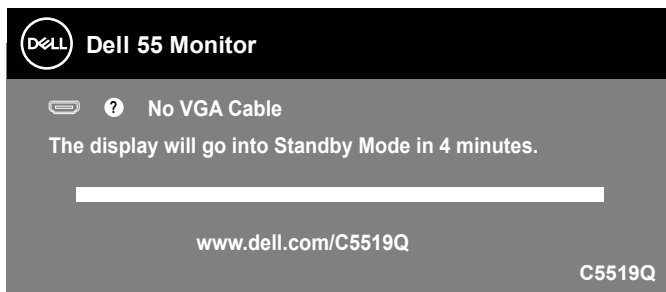 DELL Dell 55 Monitor
? No VGA Cable
The display will go into Standby Mode in 4 minutes.
www.dell.com/C5519Q
C5519Q